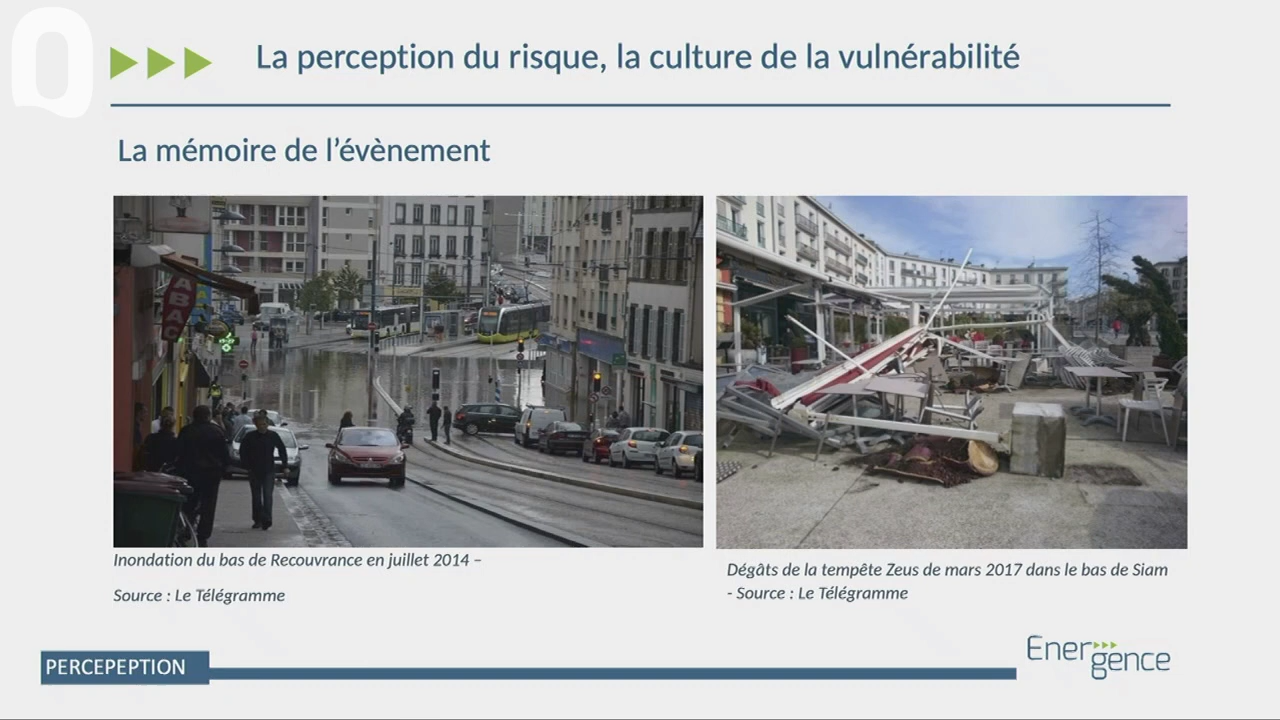 La perception du risque, la culture de la vulnérabilité
La mémoire de l'évènement
ABAC
Inondation du bas de Recouvrance en juillet 2014 –
Source : Le Télégramme
Dégâts de la tempête Zeus de mars 2017 dans le bas de Siam
- Source : Le Télégramme
PERCEPEPTION
Energence